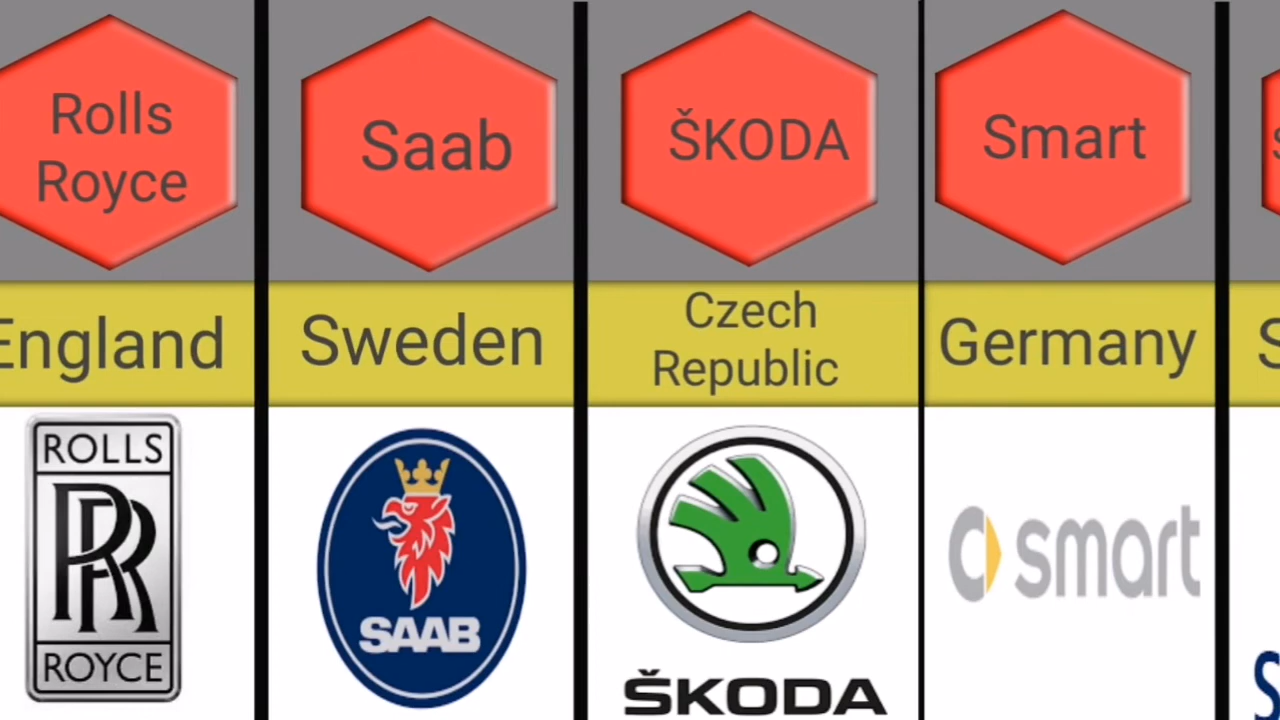 Rolls
Royce
Saab
ŠKODA
Smart
England
Sweden
Czech
Republic
Germany
ROLLS
RR
ROYCE
SAAB
ŠKODA
smart